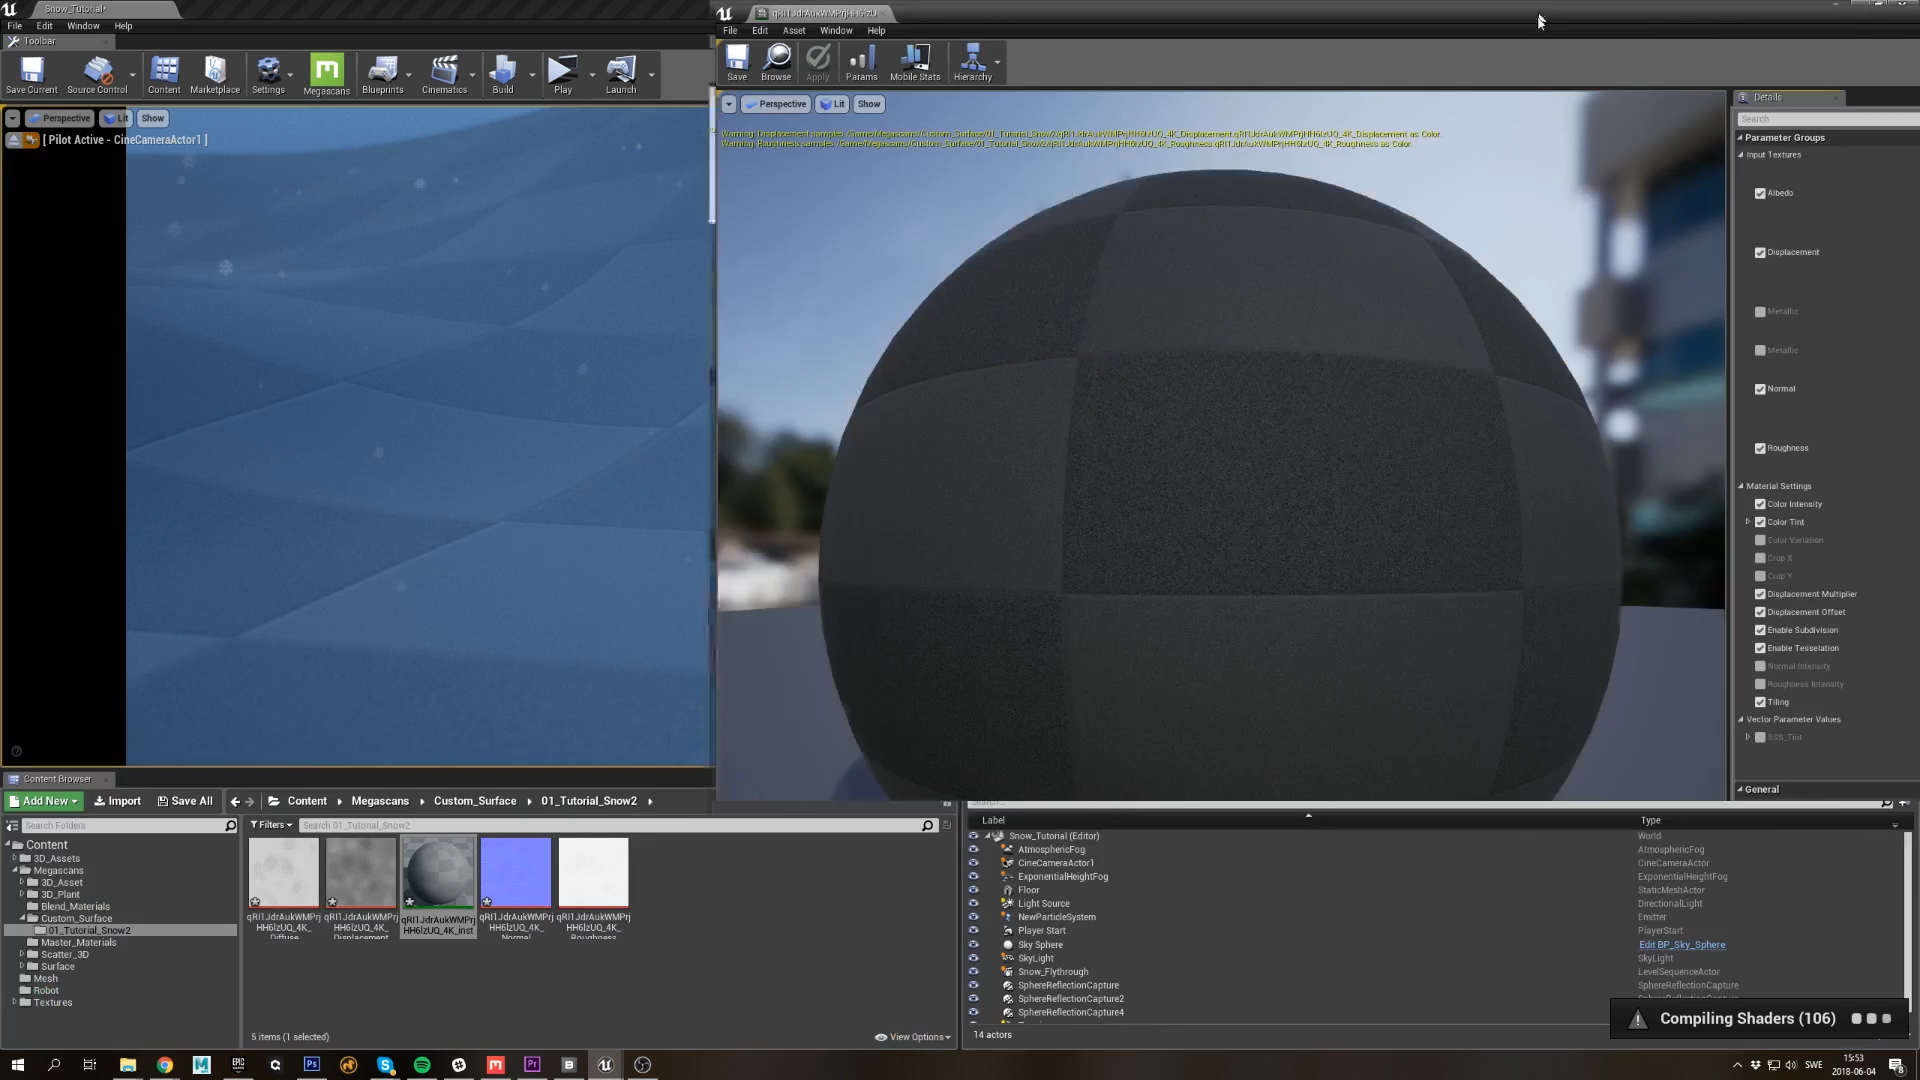 Snow_Tutorial*
File Edit Window Help
Toolbar
Save Current Source Control Content Marketplace Settings Megascans Blueprints Cinematics Build Play Launch
Perspective Lit Show
[ Pilot Active - CineCameraActor1 ]
File Edit Asset Window Help
Save Browse Apply Params Mobile Stats Hierarchy
Perspective Lit Show
Details
Search
Parameter Groups
Input Textures
Albedo
Displacement
Metallic
Metallic
Normal
Roughness
Material Settings
Color Intensity
Color Tint
Color Variation
Crop X
Crop Y
Displacement Multiplier
Displacement Offset
Enable Subdivision
Enable Tesselation
Normal Intensity
Roughness Intensity
Tiling
Vector Parameter Values
SSS_Tint
General
Content Browser
Add New Import Save All Content Megascans Custom_Surface 01_Tutorial_Snow2
Search Folders
Filters Search 01_Tutorial_Snow2
Content
3D_Assets
Megascans
3D_Asset
3D_Plant
Blend_Materials
Custom_Surface
01_Tutorial_Snow2
Master_Materials
Scatter_3D
Surface
Mesh
Robot
Textures
5 items (1 selected)
View Options
Label Type
Snow_Tutorial (Editor) World
AtmosphericFog AtmosphericFog
CineCameraActor1 CineCameraActor
ExponentialHeightFog ExponentialHeightFog
Floor StaticMeshActor
Light Source DirectionalLight
NewParticleSystem Emitter
Player Start PlayerStart
Sky Sphere Edit BP_Sky_Sphere
SkyLight SkyLight
Snow_Flythrough LevelSequenceActor
SphereReflectionCapture SphereReflectionCapture
SphereReflectionCapture2
SphereReflectionCapture4
14 actors
Compiling Shaders (106)
SWE
15:53
2018-06-04